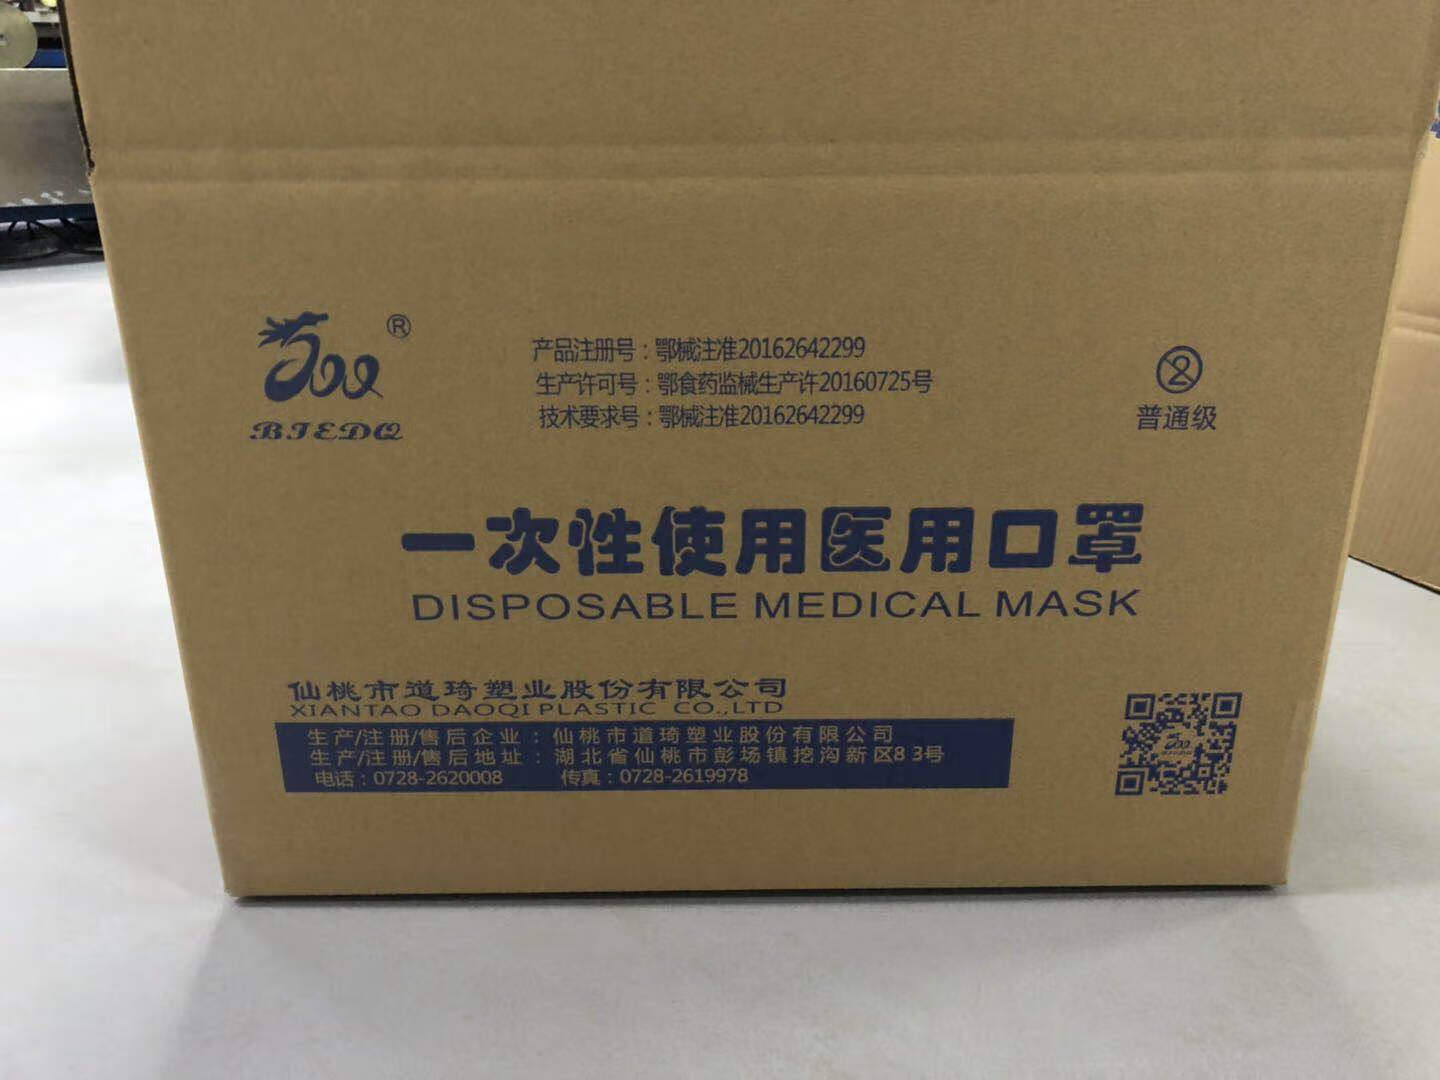 ®
BIEDQ
产品注册号：鄂械注准20162642299
生产许可号：鄂食药监械生产许20160725号
技术要求号：鄂械注准20162642299
2
普通级
一次性使用医用口罩
DISPOSABLE MEDICAL MASK
仙桃市道琦塑业股份有限公司
XIANTAO DAOQI PLASTIC CO.,LTD
生产/注册/售后企业：仙桃市道琦塑业股份有限公司
生产/注册/售后地址：湖北省仙桃市彭场镇挖沟新区83号
电话：0728-2620008 传真：0728-2619978